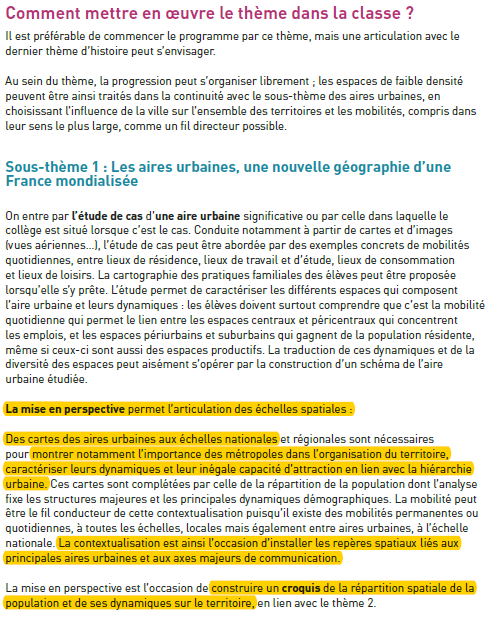 Comment mettre en œuvre le thème dans la classe ?
Il est préférable de commencer le programme par ce thème, mais une articulation avec le
dernier thème d'histoire peut s'envisager.
Au sein du thème, la progression peut s'organiser librement ; les espaces de faible densité
peuvent être ainsi traités dans la continuité avec le sous-thème des aires urbaines, en
choisissant l'influence de la ville sur l'ensemble des territoires et les mobilités, compris dans
leur sens le plus large, comme un fil directeur possible.
Sous-thème 1 : Les aires urbaines, une nouvelle géographie d'une
France mondialisée
On entre par l'étude de cas d'une aire urbaine significative ou par celle dans laquelle le
collège est situé lorsque c'est le cas. Conduite notamment à partir de cartes et d'images
(vues aériennes...), l'étude de cas peut être abordée par des exemples concrets de mobilités
quotidiennes, entre lieux de résidence, lieux de travail et d'étude, lieux de consommation
et lieux de loisirs. La cartographie des pratiques familiales des élèves peut être proposée
lorsqu'elle s'y prête. L'étude permet de caractériser les différents espaces qui composent
l'aire urbaine et leurs dynamiques : les élèves doivent surtout comprendre que c'est la mobilité
quotidienne qui permet le lien entre les espaces centraux et péricentraux qui concentrent
les emplois, et les espaces périurbains et suburbains qui gagnent de la population résidente,
même si ceux-ci sont aussi des espaces productifs. La traduction de ces dynamiques et de la
diversité des espaces peut aisément s'opérer par la construction d'un schéma de l'aire
urbaine étudiée.
La mise en perspective permet l'articulation des échelles spatiales :
Des cartes des aires urbaines aux échelles nationales et régionales sont nécessaires
pour montrer notamment l'importance des métropoles dans l'organisation du territoire,
caractériser leurs dynamiques et leur inégale capacité d'attraction en lien avec la hiérarchie
urbaine. Ces cartes sont complétées par celle de la répartition de la population dont l'analyse
fixe les structures majeures et les principales dynamiques démographiques. La mobilité peut
être le fil conducteur de cette contextualisation puisqu'il existe des mobilités permanentes ou
quotidiennes, à toutes les échelles, locales mais également entre aires urbaines, à l'échelle
nationale. La contextualisation est ainsi l'occasion d'installer les repères spatiaux liés aux
principales aires urbaines et aux axes majeurs de communication.
La mise en perspective est l'occasion de construire un croquis de la répartition spatiale de la
population et de ses dynamiques sur le territoire, en lien avec le thème 2.